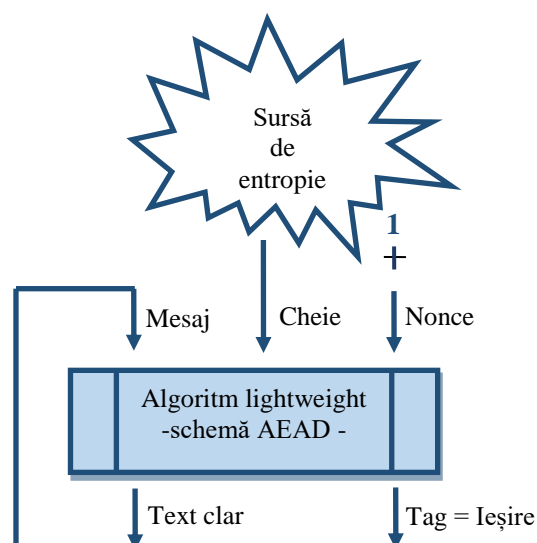 Sursă
de
entropie
1
+
Mesaj
Cheie
Nonce
Algoritm lightweight
-schemă AEAD -
Text clar
Tag = Ieșire